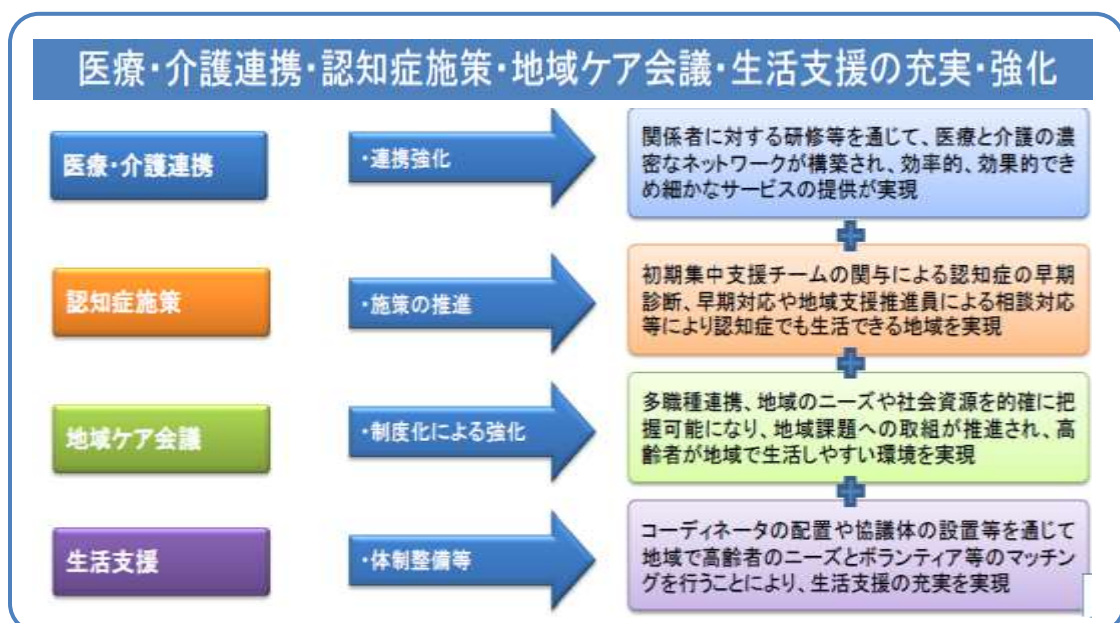 医療・介護連携・認知症施策・地域ケア会議・生活支援の充実・強化
医療・介護連携
・連携強化
関係者に対する研修等を通じて、医療と介護の濃
密なネットワークが構築され、効率的、効果的でき
め細かなサービスの提供が実現
認知症施策
・施策の推進
初期集中支援チームの関与による認知症の早期
診断、早期対応や地域支援推進員による相談対応
等により認知症でも生活できる地域を実現
地域ケア会議
・制度化による強化
多職種連携、地域のニーズや社会資源を的確に把
握可能になり、地域課題への取組が推進され、高
齢者が地域で生活しやすい環境を実現
生活支援
・体制整備等
コーディネータの配置や協議体の設置等を通じて
地域で高齢者のニーズとボランティア等のマッチン
グを行うことにより、生活支援の充実を実現